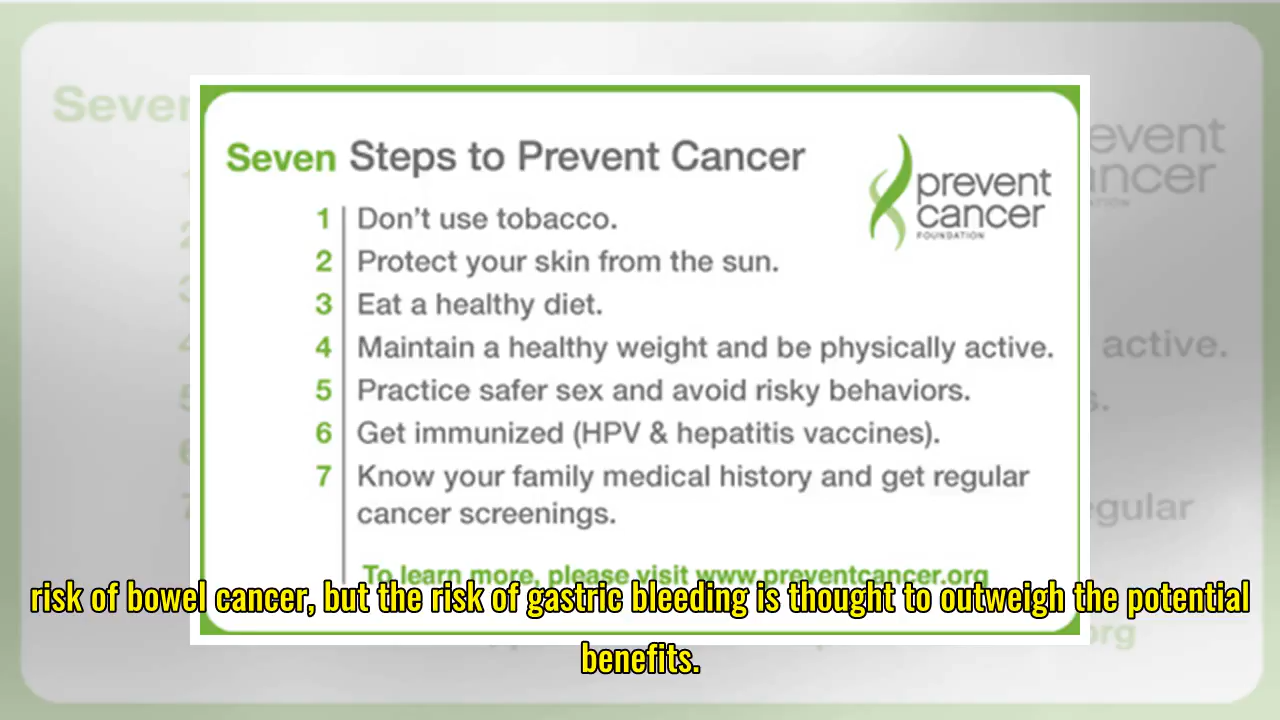 Seven Steps to Prevent Cancer
prevent
cancer
FOUNDATION
1 Don't use tobacco.
2 Protect your skin from the sun.
3 Eat a healthy diet.
4 Maintain a healthy weight and be physically active.
5 Practice safer sex and avoid risky behaviors.
6 Get immunized (HPV & hepatitis vaccines).
7 Know your family medical history and get regular
cancer screenings.
To learn more, please visit www.preventcancer.org
risk of bowel cancer, but the risk of gastric bleeding is thought to outweigh the potential
benefits.